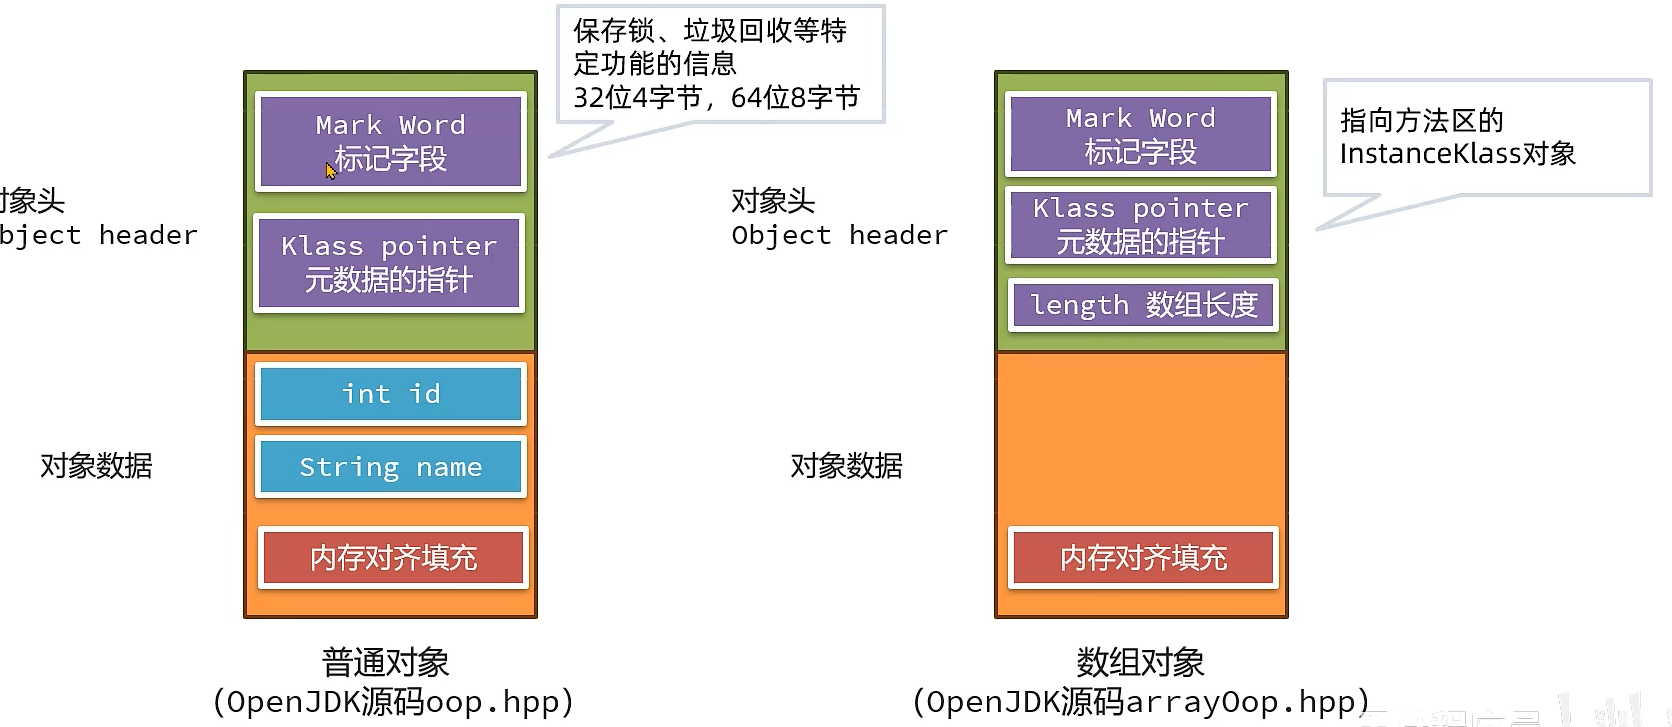 保存锁、垃圾回收等特
定功能的信息
32位4字节，64位8字节
Mark Word
标记字段
对象头
bject header
Klass pointer
元数据的指针
int id
对象数据
String name
内存对齐填充
普通对象
(OpenJDK源码oop.hpp)
指向方法区的
InstanceKlass对象
Mark Word
标记字段
对象头
Object header
Klass pointer
元数据的指针
length 数组长度
对象数据
内存对齐填充
数组对象
(OpenJDK源码arrayOop.hpp)